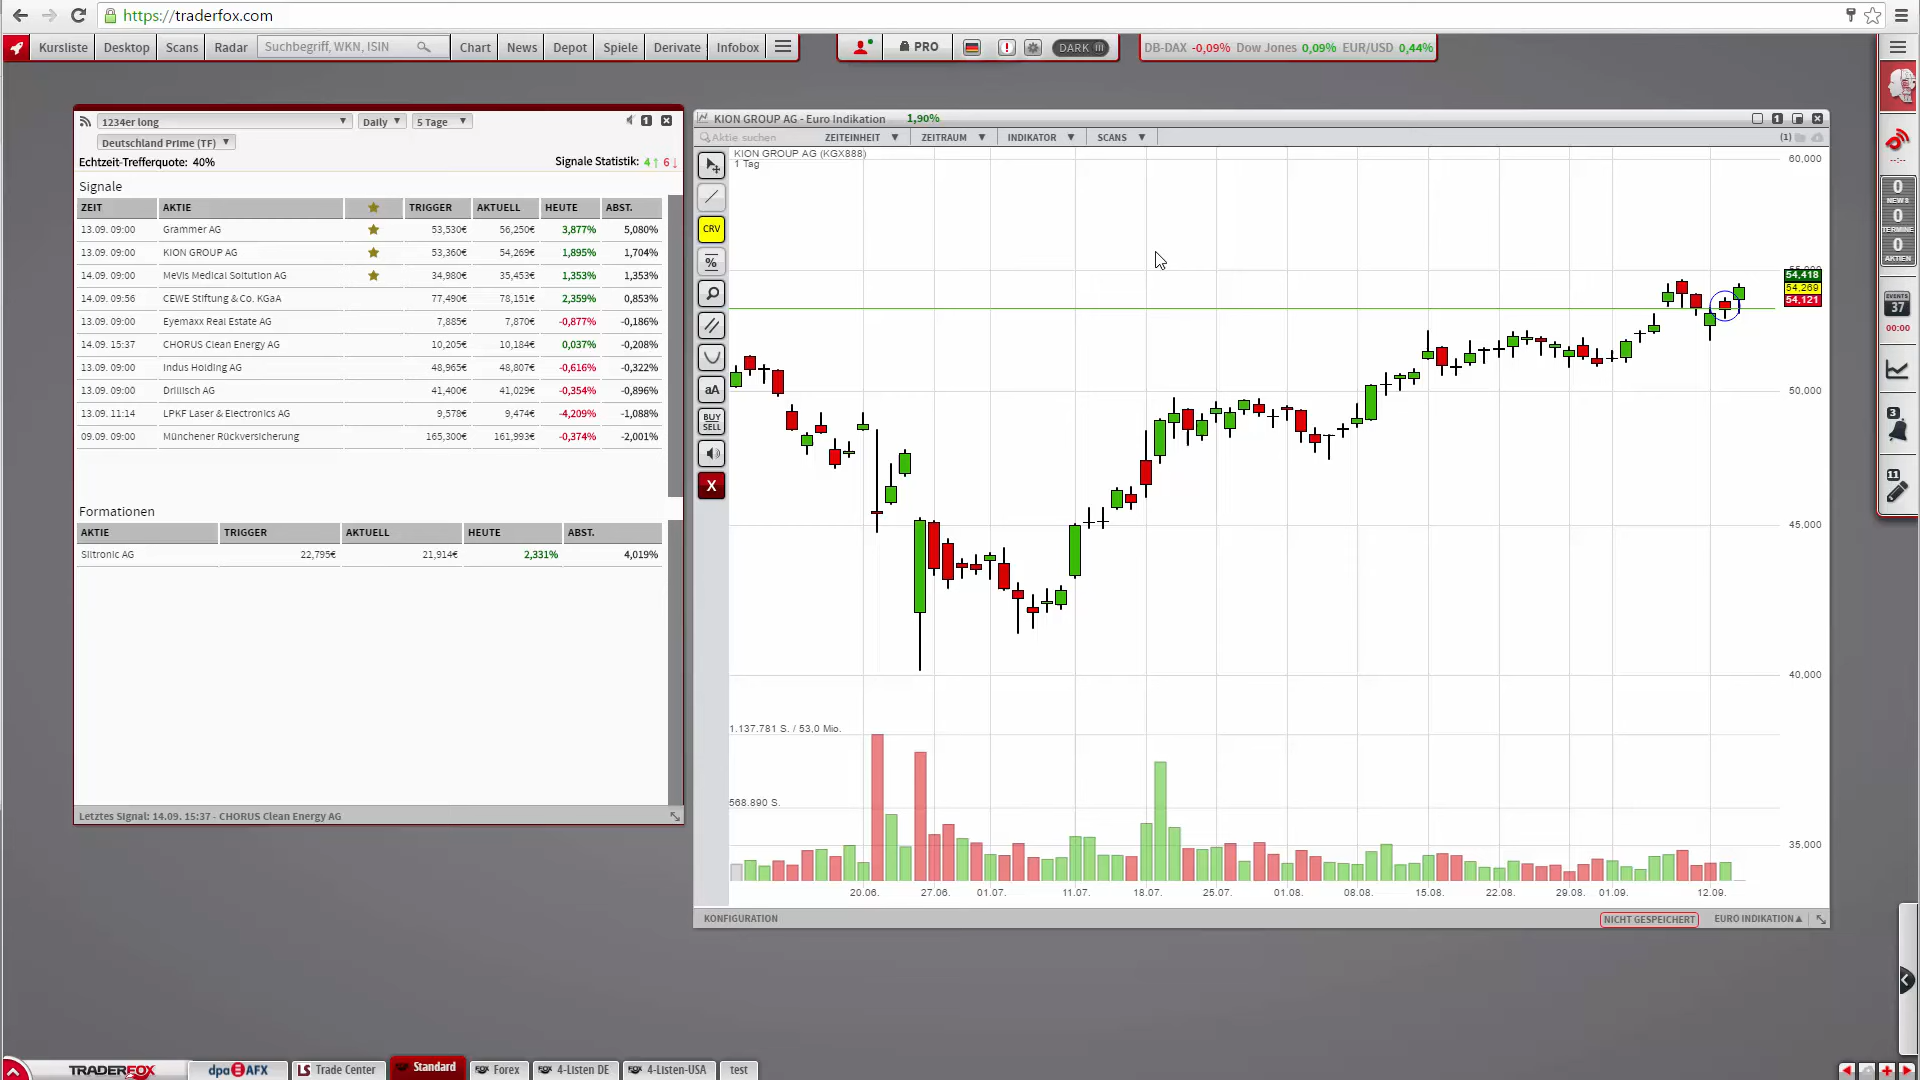 https://traderfox.com
Kursliste Desktop Scans Radar Suchbegriff, WKN, ISIN Chart News Depot Spiele Derivate Infobox PRO DARK DB-DAX -0,09% Dow Jones 0,09% EUR/USD 0,44%
1234er long Daily 5 Tage 1
Deutschland Prime (TF)
Echtzeit-Trefferquote: 40% Signale Statistik: 4↑ 6↓
Signale
ZEIT AKTIE TRIGGER AKTUELL HEUTE ABST.
13.09. 09:00 Grammer AG 53,530€ 56,250€ 3,877% 5,080%
13.09. 09:00 KION GROUP AG 53,360€ 54,269€ 1,895% 1,704%
14.09. 09:00 MeVis Medical Soltution AG 34,980€ 35,453€ 1,353% 1,353%
14.09. 09:56 CEWE Stiftung & Co. KGaA 77,490€ 78,151€ 2,359% 0,853%
13.09. 09:00 Eyemaxx Real Estate AG 7,885€ 7,870€ -0,877% -0,186%
14.09. 15:37 CHORUS Clean Energy AG 10,205€ 10,184€ 0,037% -0,208%
13.09. 09:00 Indus Holding AG 48,965€ 48,807€ -0,616% -0,322%
13.09. 09:00 Drillisch AG 41,400€ 41,029€ -0,354% -0,896%
13.09. 11:14 LPKF Laser & Electronics AG 9,578€ 9,474€ -4,209% -1,088%
09.09. 09:00 Münchener Rückversicherung 165,300€ 161,993€ -0,374% -2,001%
Formationen
AKTIE TRIGGER AKTUELL HEUTE ABST.
Siltronic AG 22,795€ 21,914€ 2,331% 4,019%
Letztes Signal: 14.09. 15:37 - CHORUS Clean Energy AG
KION GROUP AG - Euro Indikation 1,90% 1
Aktie suchen ZEITEINHEIT ZEITRAUM INDIKATOR SCANS (1)
KION GROUP AG (KGX888)
1 Tag
CRV
%
aA
BUY
SELL
X
60,000
54,418
54,269
54,121
50,000
45,000
40,000
1.137.781 S. / 53,0 Mio.
568.890 S.
35,000
20.06. 27.06. 01.07. 11.07. 18.07. 25.07. 01.08. 08.08. 15.08. 22.08. 29.08. 01.09. 12.09.
KONFIGURATION NICHT GESPEICHERT EURO INDIKATION
--:--
0
NEWS
0
TERMINE
0
AKTIEN
EVENTS
37
00:00
3
11
TRADERFOX dpa AFX LS Trade Center Standard Forex 4-Listen DE 4-Listen-USA test